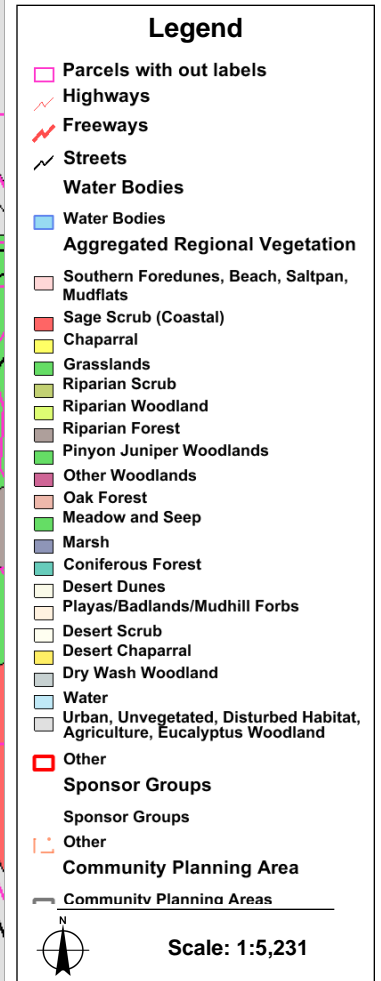 Legend
Parcels with out labels
Highways
Freeways
Streets
Water Bodies
Water Bodies
Aggregated Regional Vegetation
Southern Foredunes, Beach, Saltpan,
Mudflats
Sage Scrub (Coastal)
Chaparral
Grasslands
Riparian Scrub
Riparian Woodland
Riparian Forest
Pinyon Juniper Woodlands
Other Woodlands
Oak Forest
Meadow and Seep
Marsh
Coniferous Forest
Desert Dunes
Playas/Badlands/Mudhill Forbs
Desert Scrub
Desert Chaparral
Dry Wash Woodland
Water
Urban, Unvegetated, Disturbed Habitat,
Agriculture, Eucalyptus Woodland
Other
Sponsor Groups
Sponsor Groups
Other
Community Planning Area
Community Planning Areas
N
Scale: 1:5,231